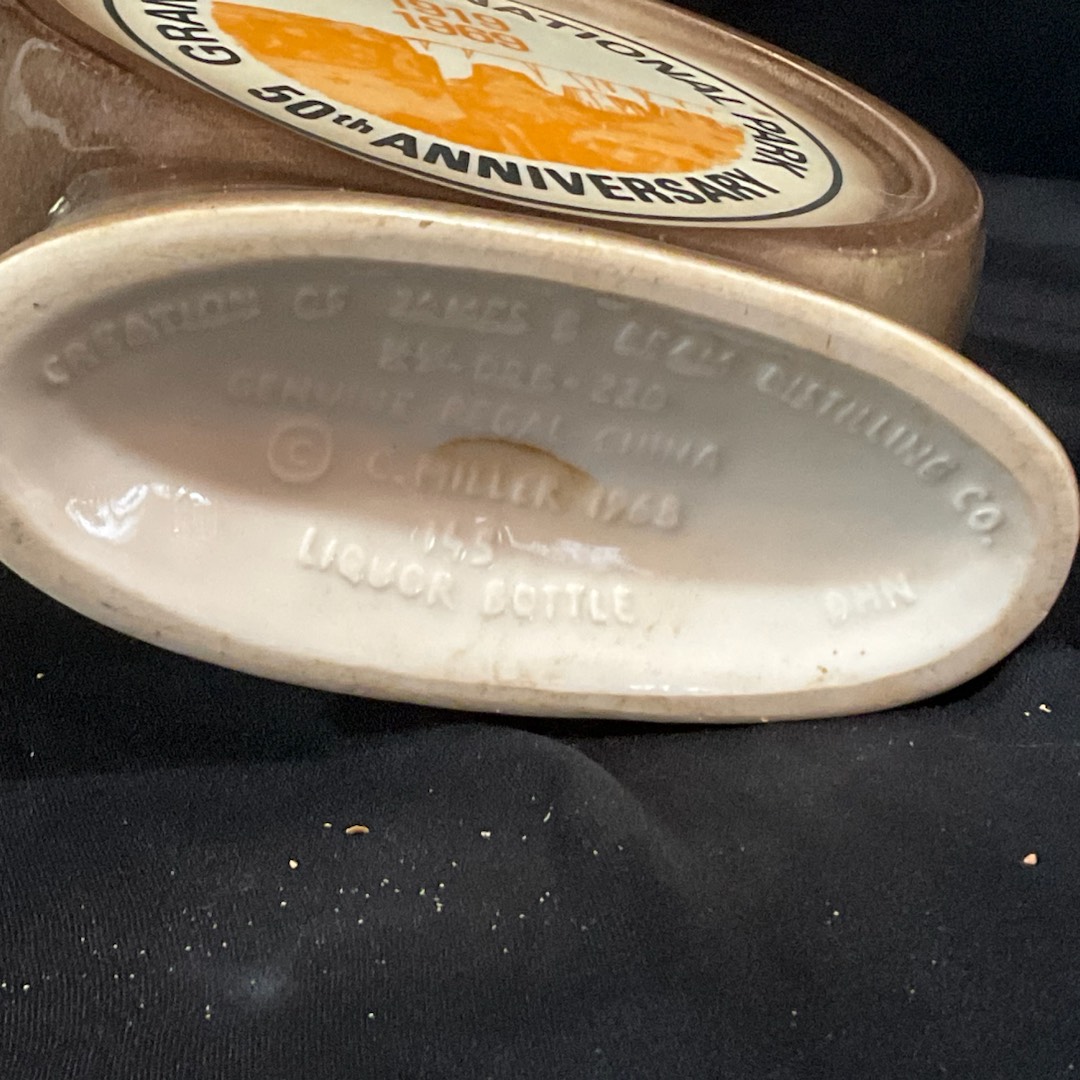 NATIONAL PARK
1919
1969
GRAN
50th ANNIVERSARY
CREATION OF JAMES B BEAM DISTILLING CO.
230
GENUINE REGAL CHINA
© C. MILLER 1968
LIQUOR BOTTLE